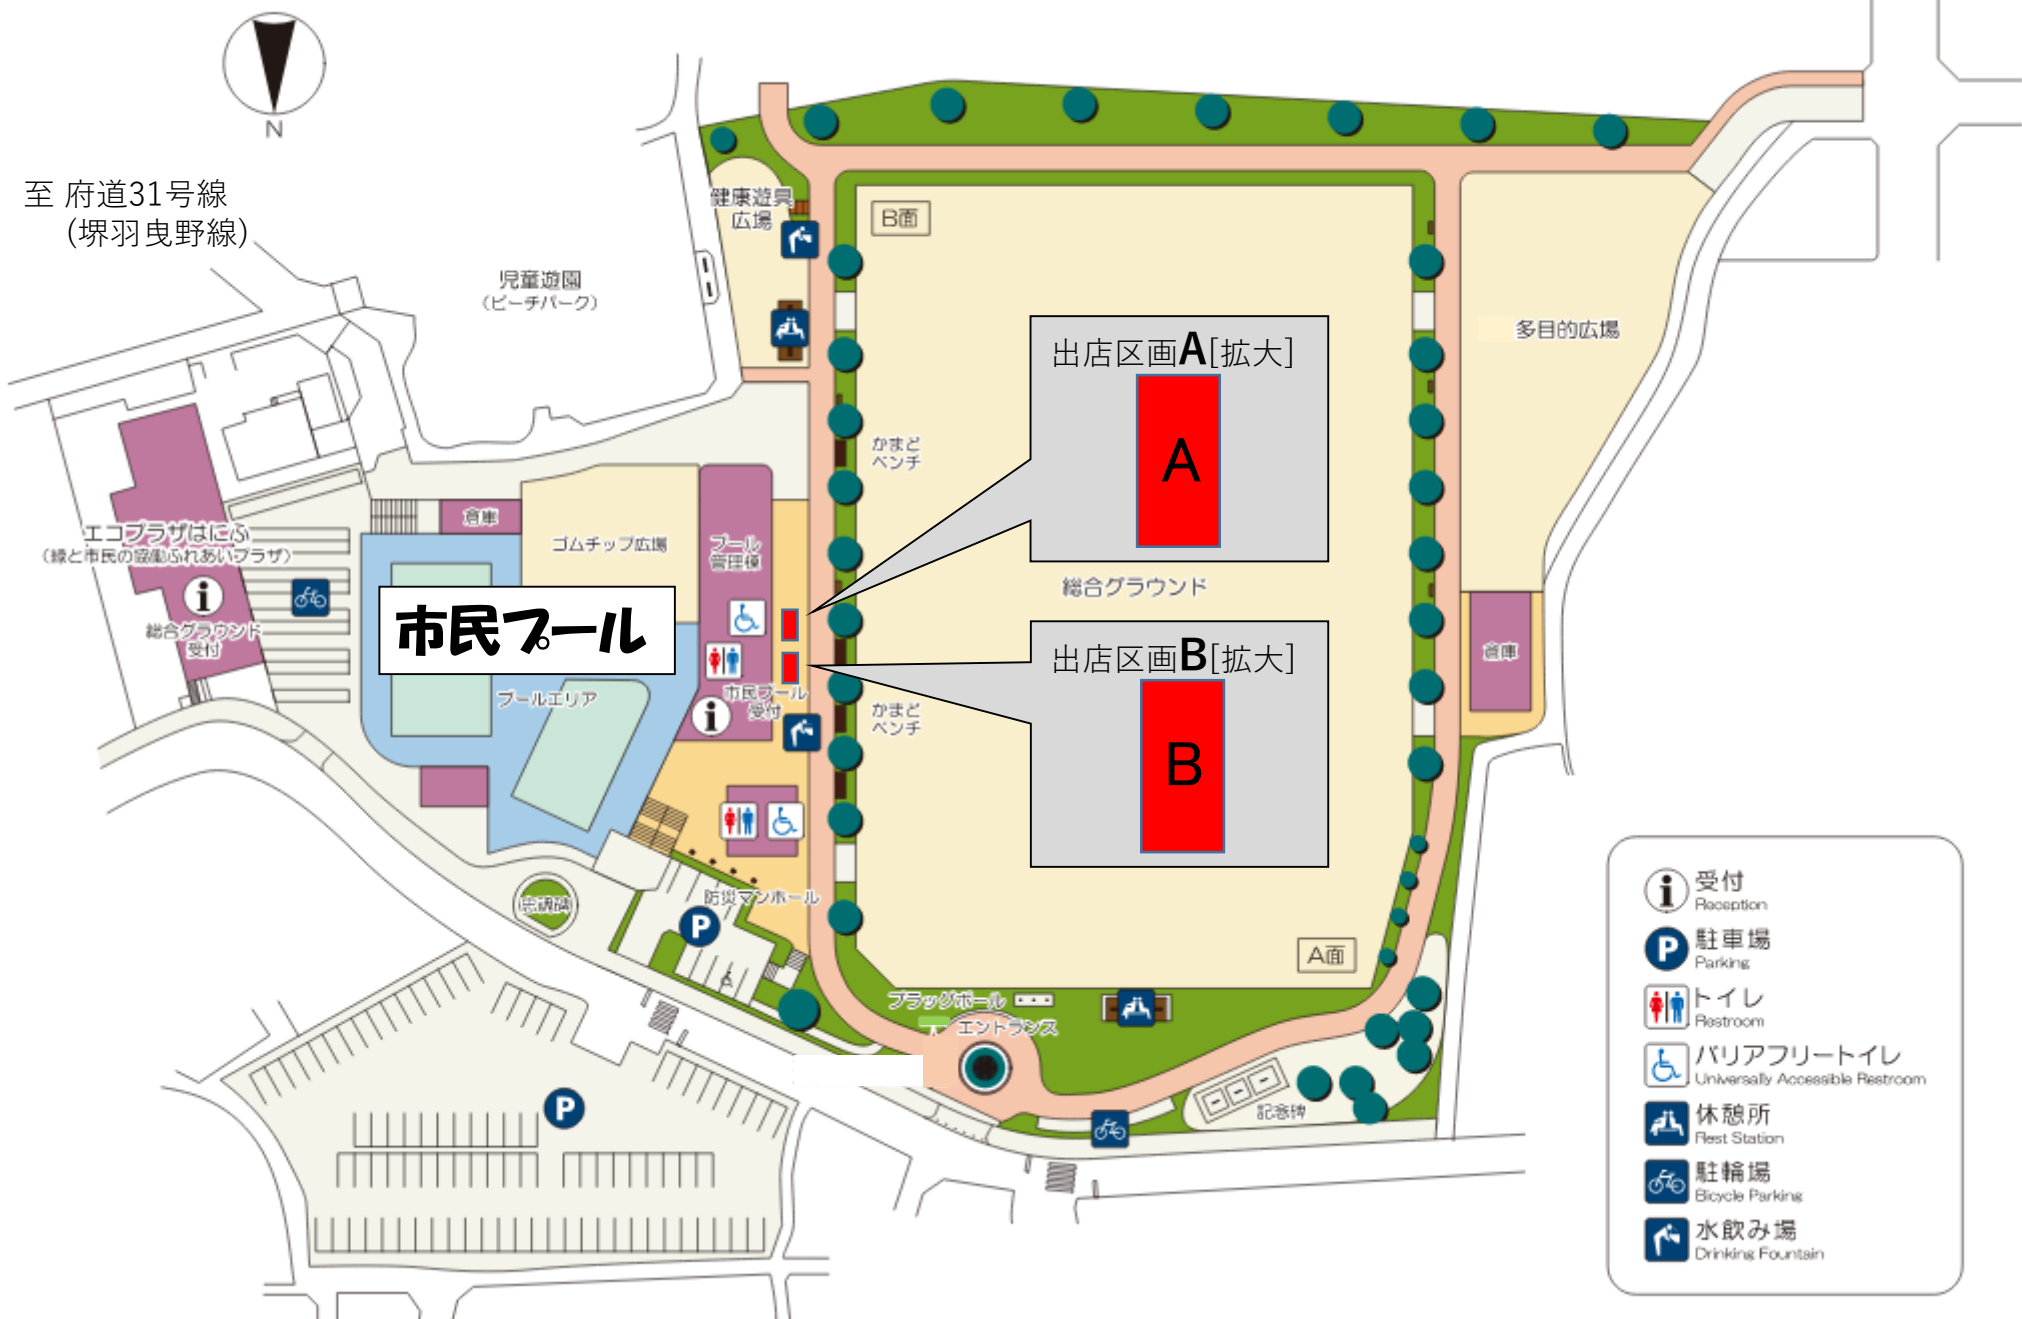 N
至 府道31号線
(堺羽曳野線)
健康遊具
広場
B面
児童遊園
(ピーチパーク)
多目的広場
出店区画A[拡大]
A
かまど
ベンチ
倉庫
エコプラザはにふ
(緑と市民の協働ふれあいプラザ)
ゴムチップ広場
プール
管理棟
総合グラウンド
市民プール
総合グラウンド
受付
出店区画B[拡大]
B
倉庫
プールエリア
市民プール
受付
かまど
ベンチ
防災マンホール
忠魂碑
P
A面
フラッグポール
エントランス
記念碑
P
受付
Reception
P
駐車場
Parking
トイレ
Restroom
バリアフリートイレ
Universally Accessible Restroom
休憩所
Rest Station
駐輪場
Bicycle Parking
水飲み場
Drinking Fountain